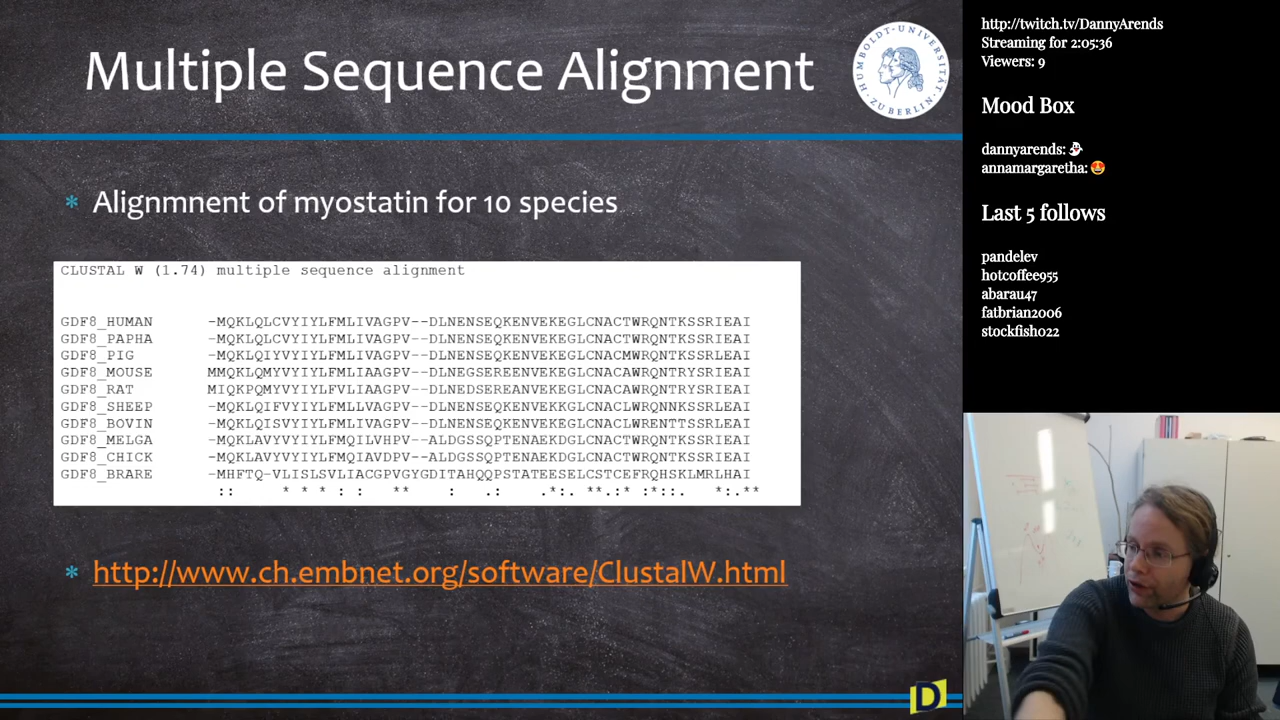 Multiple Sequence Alignment
HUMBOLDT-UNIVERSITÄT
ZU BERLIN
* Alignmnent of myostatin for 10 species
CLUSTAL W (1.74) multiple sequence alignment
GDF8_HUMAN -MQKLQLCVYIYLFMLIVAGPV--DLNENSEQKENVEKEGLCNACTWRQNTKSSRIEAI
GDF8_PAPHA -MQKLQLCVYIYLFMLIVAGPV--DLNENSEQKENVEKEGLCNACTWRQNTKSSRIEAI
GDF8_PIG -MQKLQIYVYIYLFMLIVAGPV--DLNENSEQKENVEKEGLCNACMWRQNTKSSRLEAI
GDF8_MOUSE MMQKLQMYVYIYLFMLIAAGPV--DLNEGSEREENVEKEGLCNACAWRQNTRYSRIEAI
GDF8_RAT MIQKPQMYVYIYLFVLIAAGPV--DLNEDSEREANVEKEGLCNACAWRQNTRYSRIEAI
GDF8_SHEEP -MQKLQIFVYIYLFMLLVAGPV--DLNENSEQKENVEKKGLCNACLWRQNNKSSRLEAI
GDF8_BOVIN -MQKLQISVYIYLFMLIVAGPV--DLNENSEQKENVEKEGLCNACLWRENTTSSRLEAI
GDF8_MELGA -MQKLAVYVYIYLFMQILVHPV--ALDGSSQPTENAEKDGLCNACTWRQNTKSSRIEAI
GDF8_CHICK -MQKLAVYVYIYLFMQIAVDPV--ALDGSSQPTENAEKDGLCNACTWRQNTKSSRIEAI
GDF8_BRARE -MHFTQ-VLISLSVLIACGPVGYGDITAHQQPSTATEESELCSTCEFRQHSKLMRLHAI
:: * * * : : ** : .: .*:. **.:* :*::. *:.**
* http://www.ch.embnet.org/software/ClustalW.html
D
http://twitch.tv/DannyArends
Streaming for 2:05:36
Viewers: 9
Mood Box
dannyarends: 👻
annamargaretha: 😍
Last 5 follows
pandelev
hotcoffee955
abarau47
fatbrian2006
stockfish022